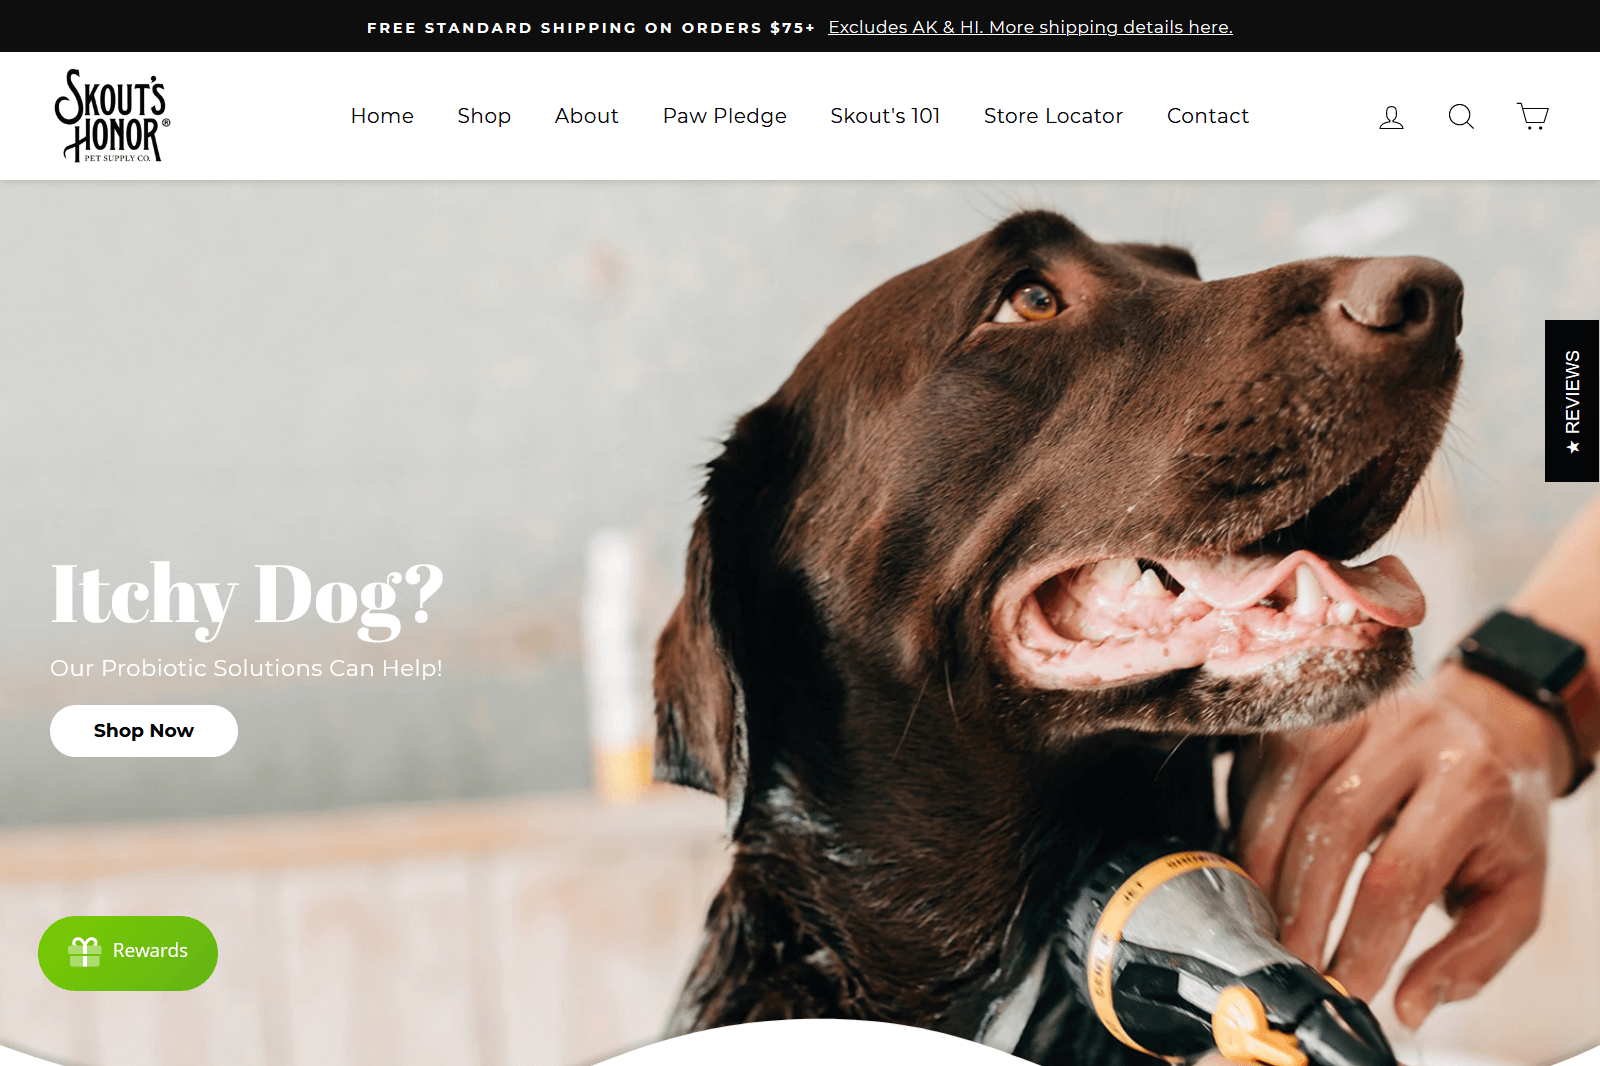 FREE STANDARD SHIPPING ON ORDERS $75+ Excludes AK & HI. More shipping details here.
SKOUT'S
HONOR®
PET SUPPLY CO.
Home Shop About Paw Pledge Skout's 101 Store Locator Contact
★ REVIEWS
Itchy Dog?
Our Probiotic Solutions Can Help!
Shop Now
Rewards
JET